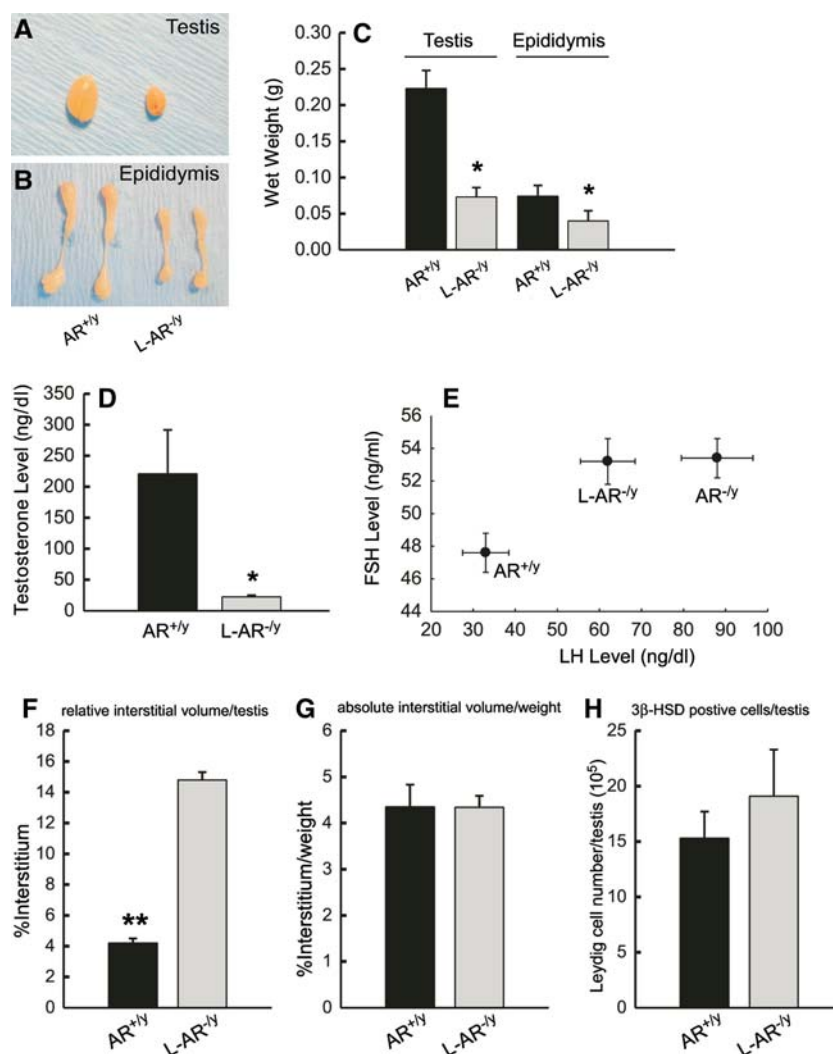 A
Testis
B
Epididymis
AR+/y
L-AR-/y
C
Testis
Epididymis
Wet Weight (g)
0.30
0.25
0.20
0.15
0.10
0.05
0.00
*
*
AR+/y
L-AR-/y
AR+/y
L-AR-/y
D
Testosterone Level (ng/dl)
350
300
250
200
150
100
50
0
*
AR+/y
L-AR-/y
E
FSH Level (ng/ml)
56
54
52
50
48
46
44
L-AR-/y
AR-/y
AR+/y
20
30
40
50
60
70
80
90
100
LH Level (ng/dl)
F
relative interstitial volume/testis
%Interstitium
18
16
14
12
10
8
6
4
2
0
**
AR+/y
L-AR-/y
G
absolute interstitial volume/weight
%Interstitium/weight
6
5
4
3
2
1
0
AR+/y
L-AR-/y
H
3β-HSD postive cells/testis
Leydig cell number/testis (10⁵)
25
20
15
10
5
0
AR+/y
L-AR-/y